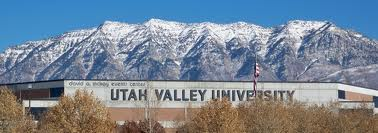 david o. mckay events center
UTAH VALLEY UNIVERSITY